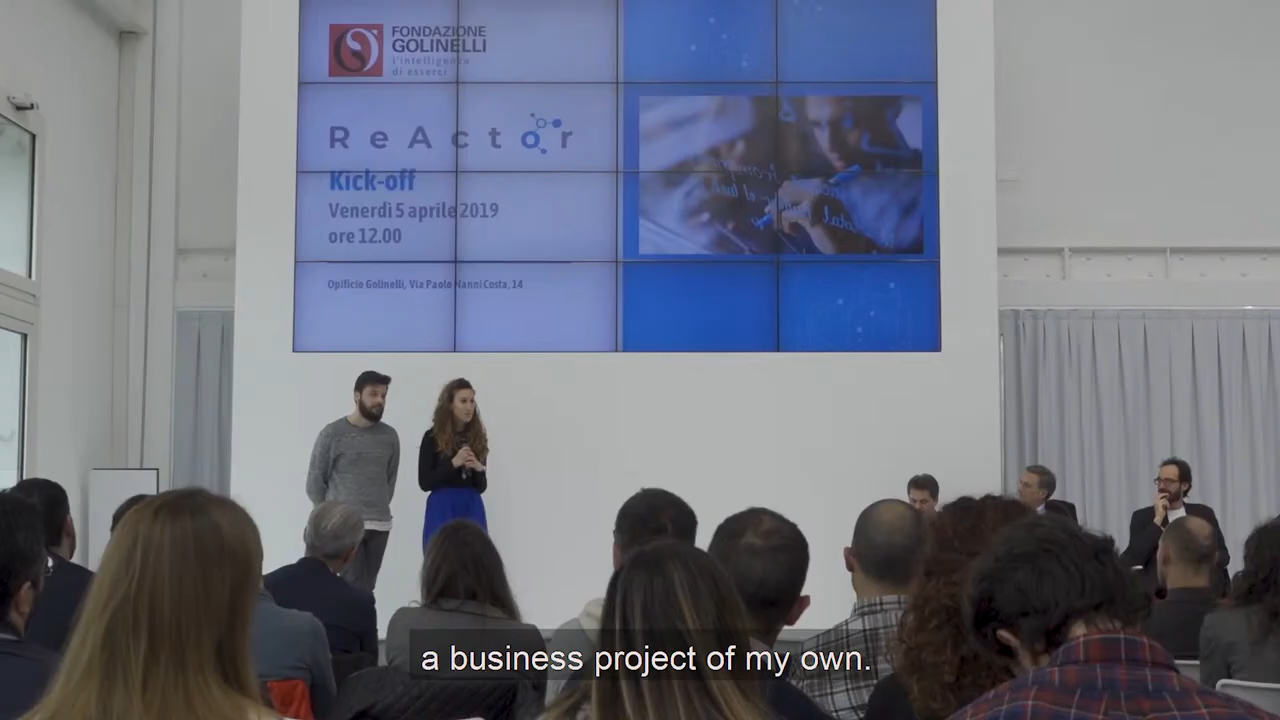 FONDAZIONE
GOLINELLI
l'intelligenza
di esserci
ReActor
Kick-off
Venerdì 5 aprile 2019
ore 12.00
Opificio Golinelli, Via Paolo Nanni Costa, 14
a business project of my own.